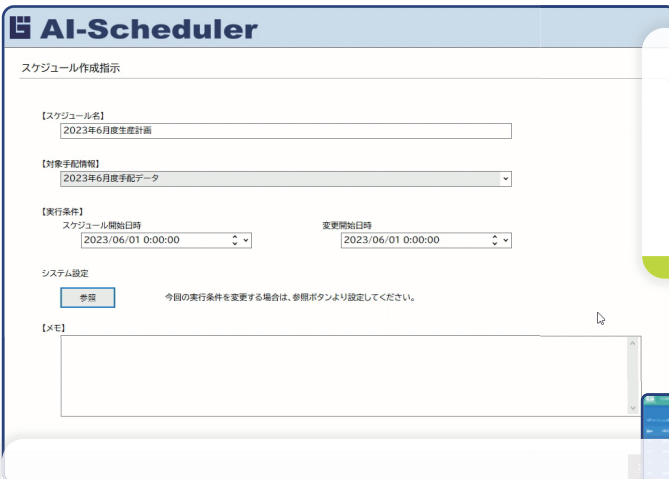 AI-Scheduler
スケジュール作成指示
【スケジュール名】
2023年6月度生産計画
【対象手配情報】
2023年6月度手配データ
【実行条件】
スケジュール開始日時 変更開始日時
2023/06/01 0:00:00 2023/06/01 0:00:00
システム設定
参照 今回の実行条件を変更する場合は、参照ボタンより設定してください。
【メモ】